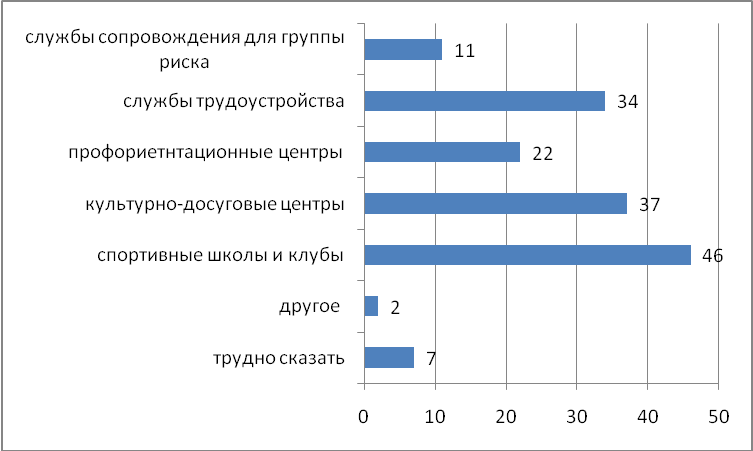 службы сопровождения для группы
риска
11
службы трудоустройства
34
профориетнтационные центры
22
культурно-досуговые центры
37
спортивные школы и клубы
46
другое
2
трудно сказать
7
0 10 20 30 40 50